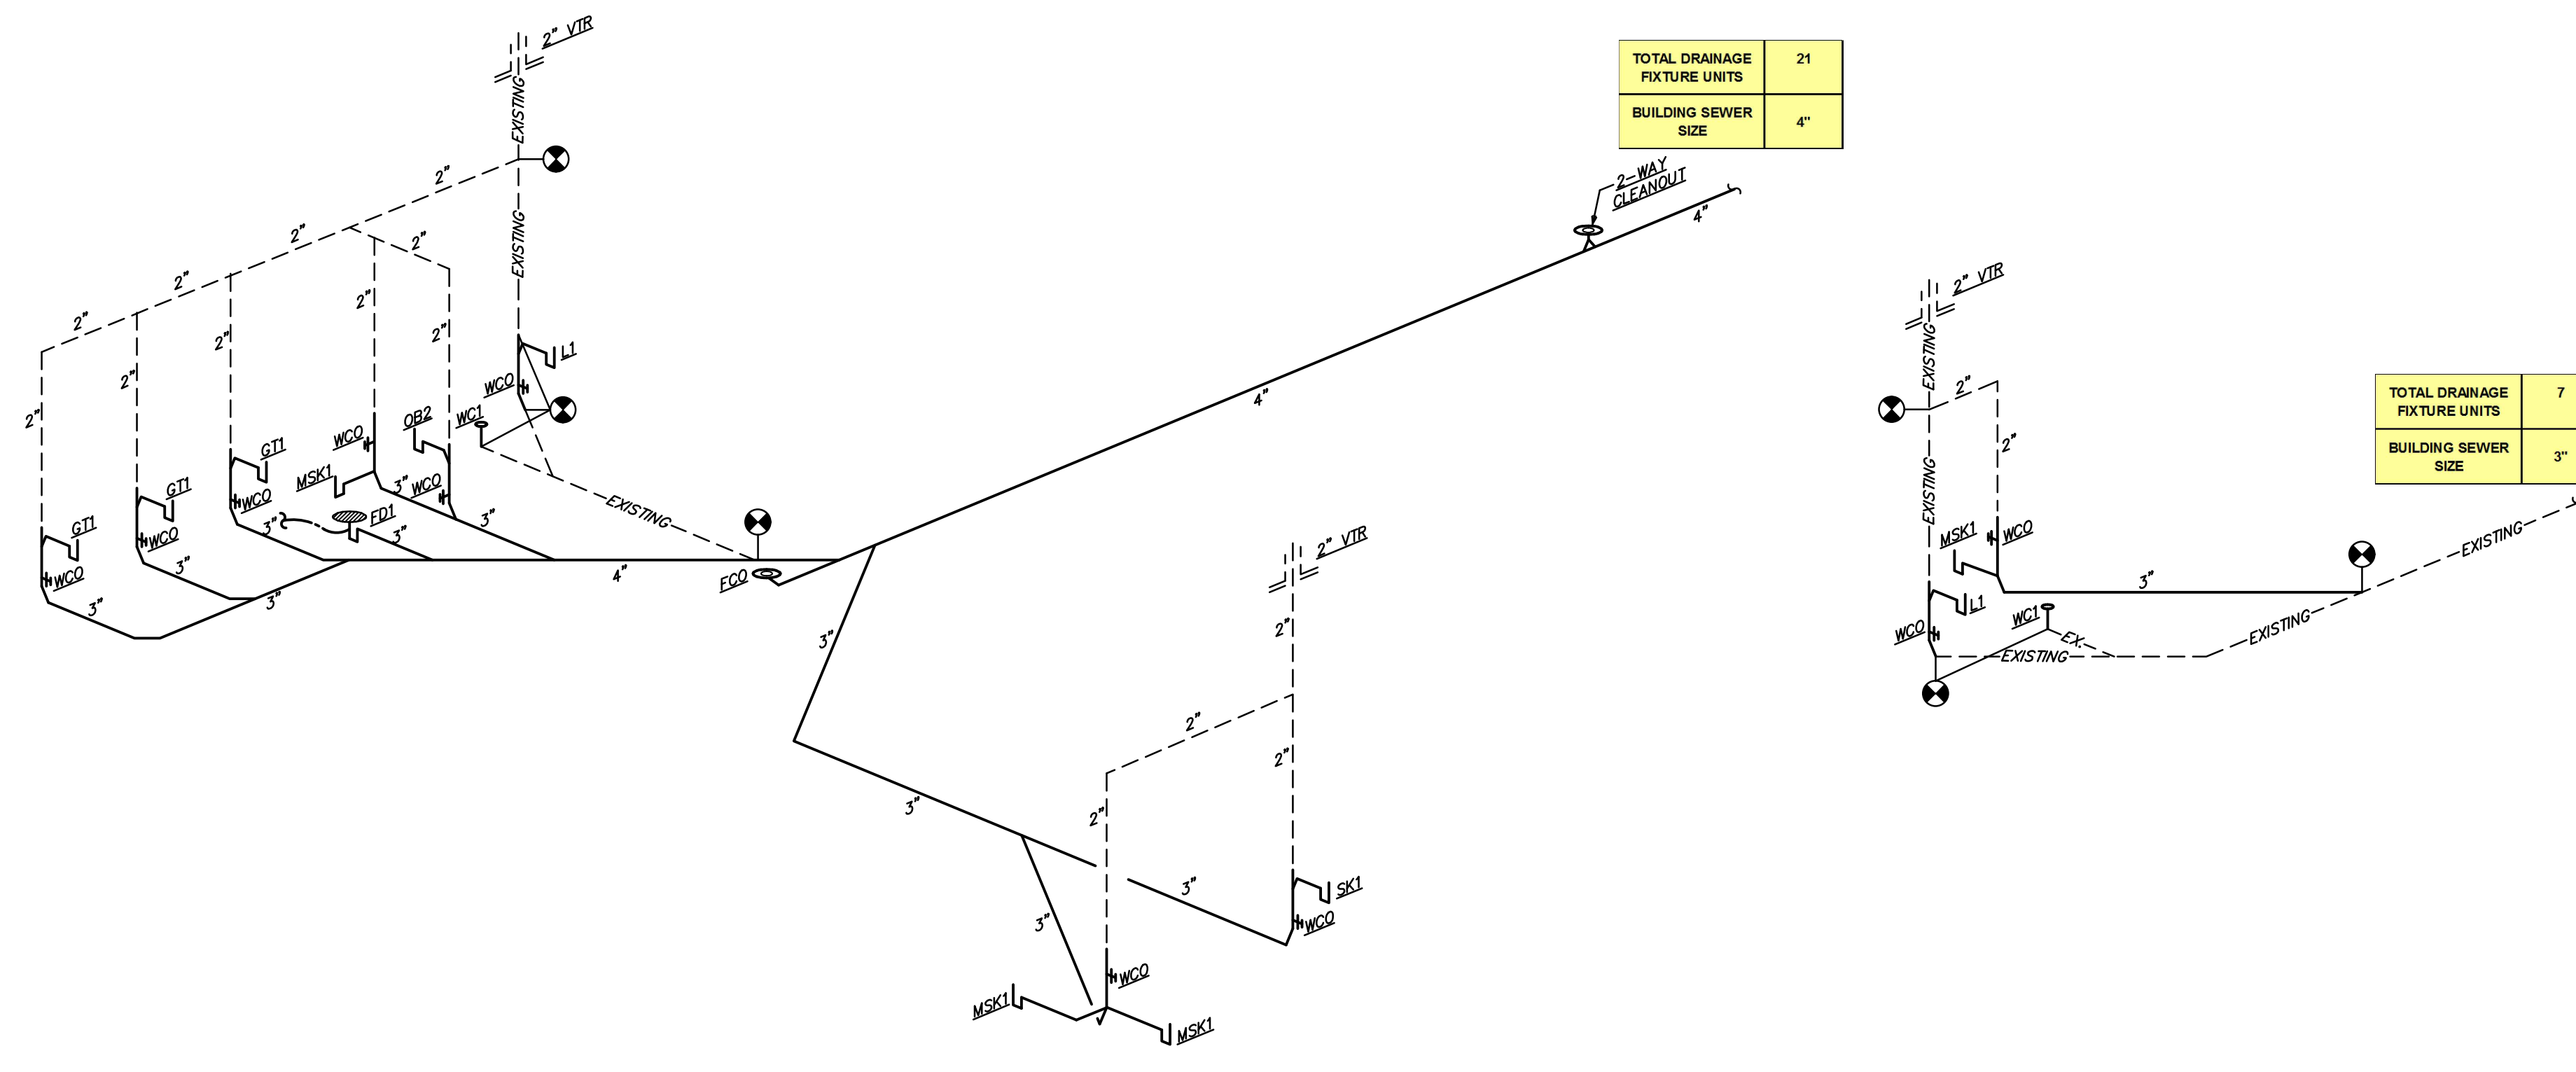 2" VTR
EXISTING
2"
2"
2"
2"
2"
EXISTING
2"
2"
2"
2"
2"
L1
WCO
WC1
OB2
WCO
GT1
MSK1
3"
WCO
WCO
GT1
FD1
3"
3"
3"
WCO
GT1
WCO
3"
3"
3"
EXISTING
4"
FCO
4"
2-WAY
CLEANOUT
4"
TOTAL DRAINAGE
FIXTURE UNITS
21
BUILDING SEWER
SIZE
4"
3"
3"
3"
3"
2" VTR
2"
2"
2"
2"
SK1
WCO
WCO
MSK1
MSK1
2" VTR
EXISTING
2"
EXISTING
2"
MSK1
WCO
L1
WCO
WC1
EX.
EXISTING
3"
EXISTING
EXISTING
TOTAL DRAINAGE
FIXTURE UNITS
7
BUILDING SEWER
SIZE
3"